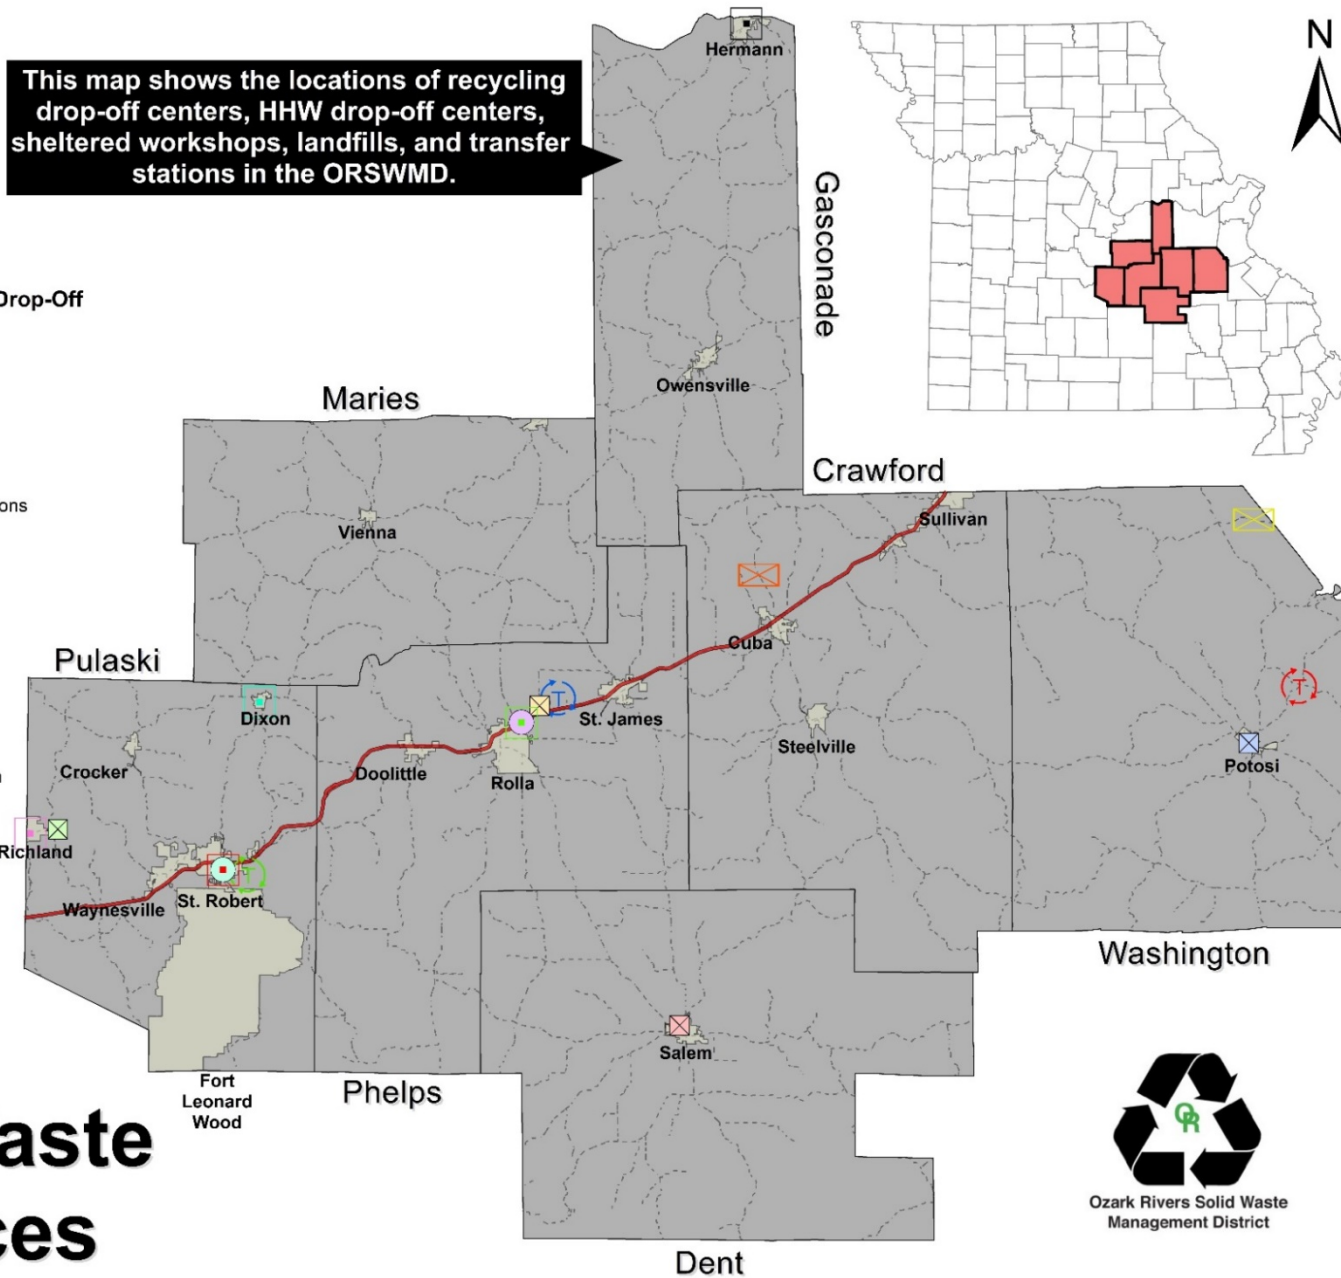 This map shows the locations of recycling
drop-off centers, HHW drop-off centers,
sheltered workshops, landfills, and transfer
stations in the ORSWMD.
Hermann
N
Gasconade
Drop-Off
Owensville
Maries
Crawford
Sullivan
ons
Vienna
Cuba
Pulaski
Dixon
T
St. James
T
Steelville
Crocker
Doolittle
Rolla
Potosi
Richland
T
Waynesville
St. Robert
Washington
Salem
Fort
Leonard
Wood
Phelps
OR
aste
Ozark Rivers Solid Waste
Management District
ces
Dent